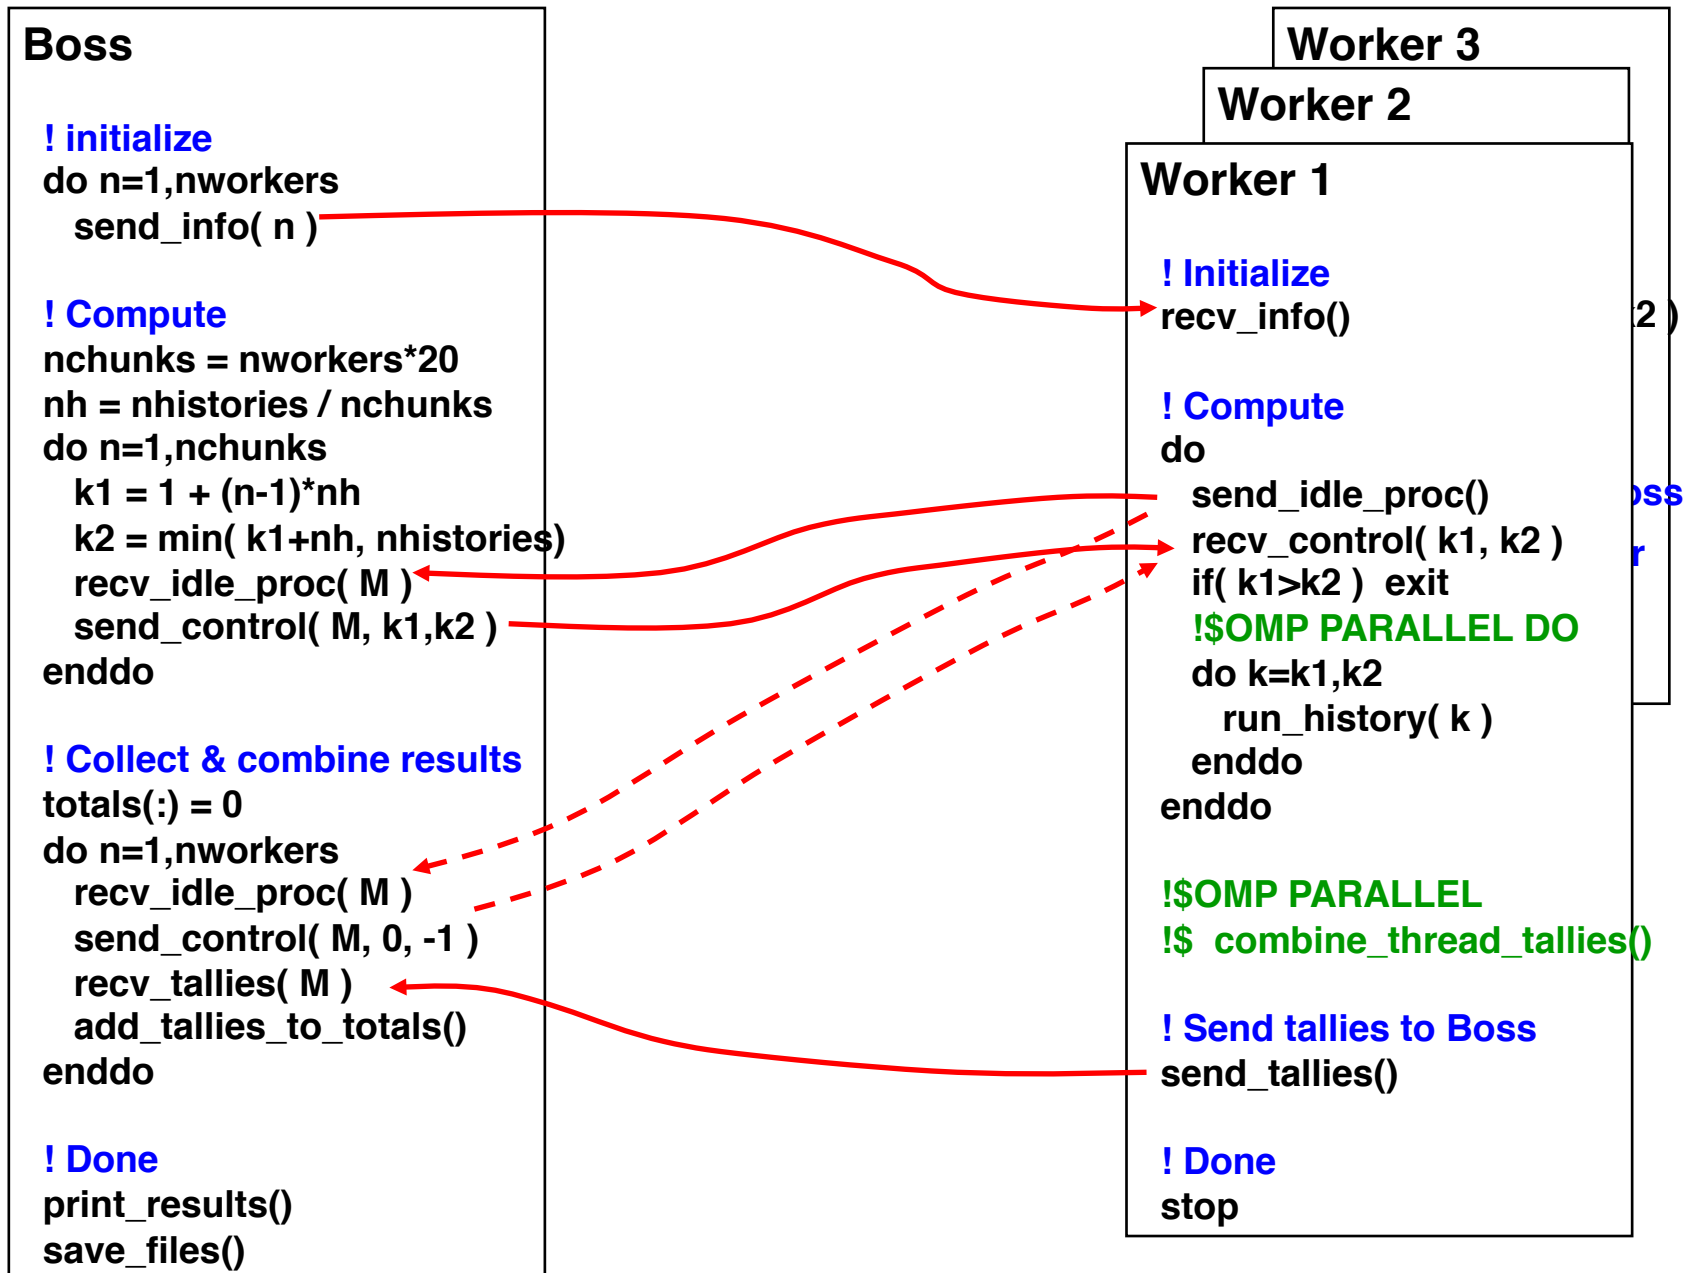 Boss
! initialize
do n=1,nworkers
send_info( n )
! Compute
nchunks = nworkers*20
nh = nhistories / nchunks
do n=1,nchunks
k1 = 1 + (n-1)*nh
k2 = min( k1+nh, nhistories)
recv_idle_proc( M )
send_control( M, k1,k2 )
enddo
! Collect & combine results
totals(:) = 0
do n=1,nworkers
recv_idle_proc( M )
send_control( M, 0, -1 )
recv_tallies( M )
add_tallies_to_totals()
enddo
! Done
print_results()
save_files()
Worker 3
Worker 2
Worker 1
! Initialize
recv_info()
! Compute
do
send_idle_proc()
recv_control( k1, k2 )
if( k1>k2 ) exit
!$OMP PARALLEL DO
do k=k1,k2
run_history( k )
enddo
enddo
!$OMP PARALLEL
!$ combine_thread_tallies()
! Send tallies to Boss
send_tallies()
! Done
stop